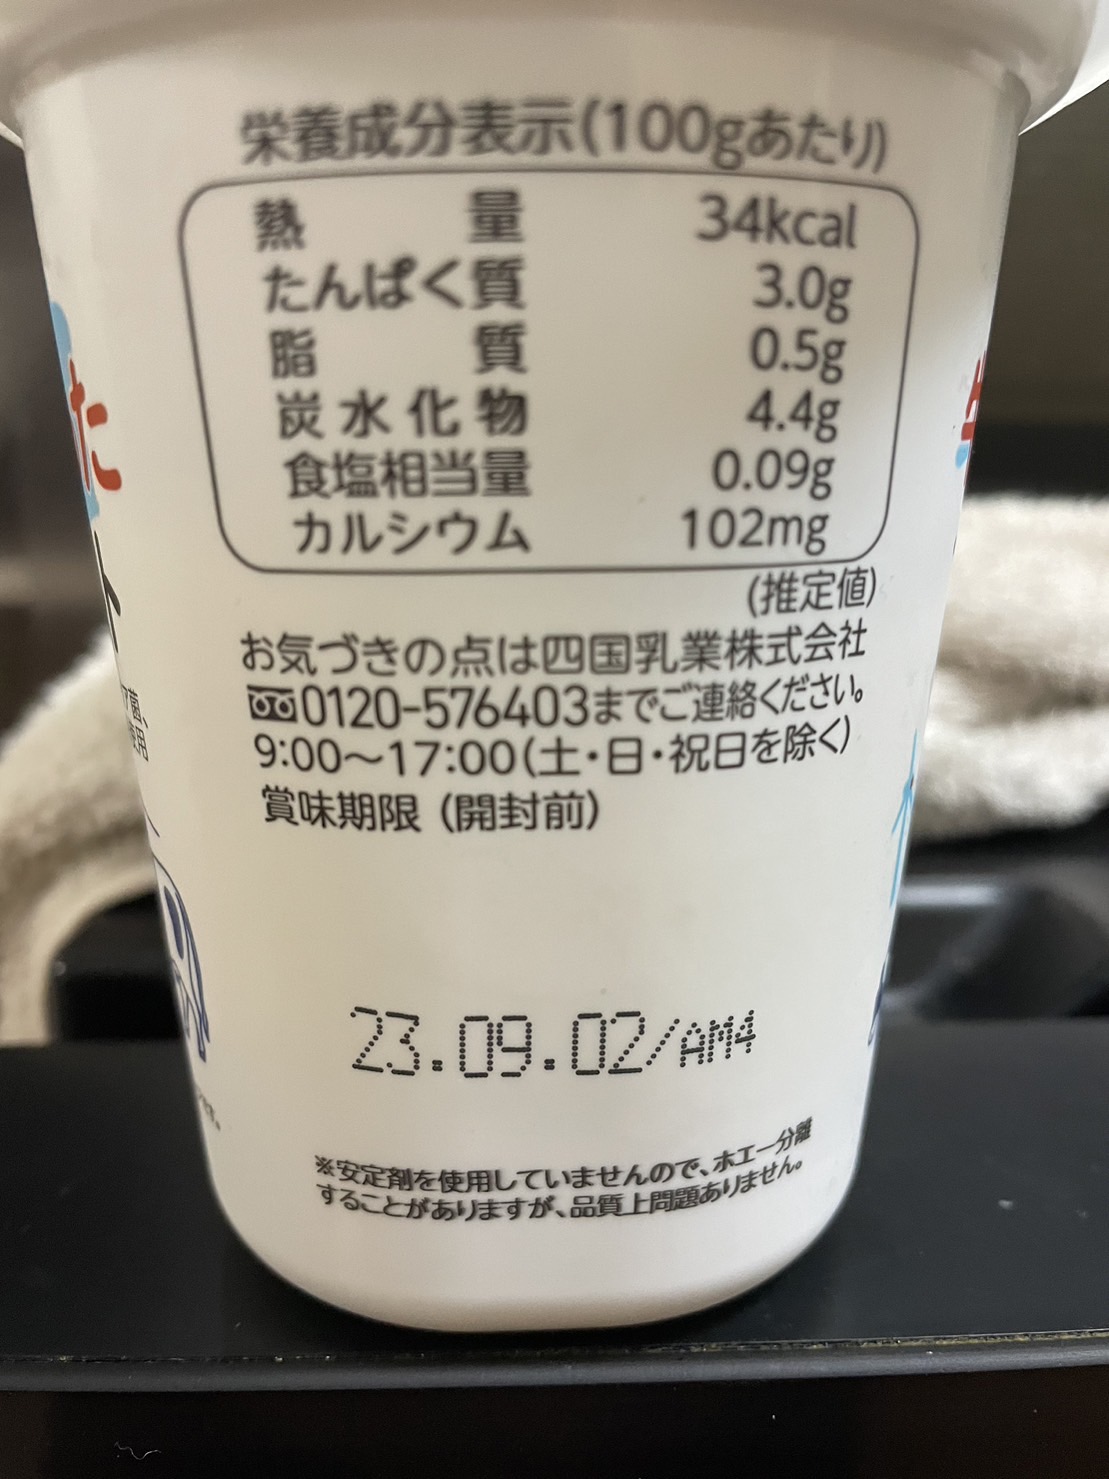 栄養成分表示(100gあたり)
熱量 34kcal
たんぱく質 3.0g
脂質 0.5g
炭水化物 4.4g
食塩相当量 0.09g
カルシウム 102mg
(推定値)
お気づきの点は四国乳業株式会社
0120-576403までご連絡ください。
9:00～17:00(土・日・祝日を除く)
賞味期限(開封前)
23.09.02/AM4
※安定剤を使用していませんので、ホエー分離
することがありますが、品質上問題ありません。
た